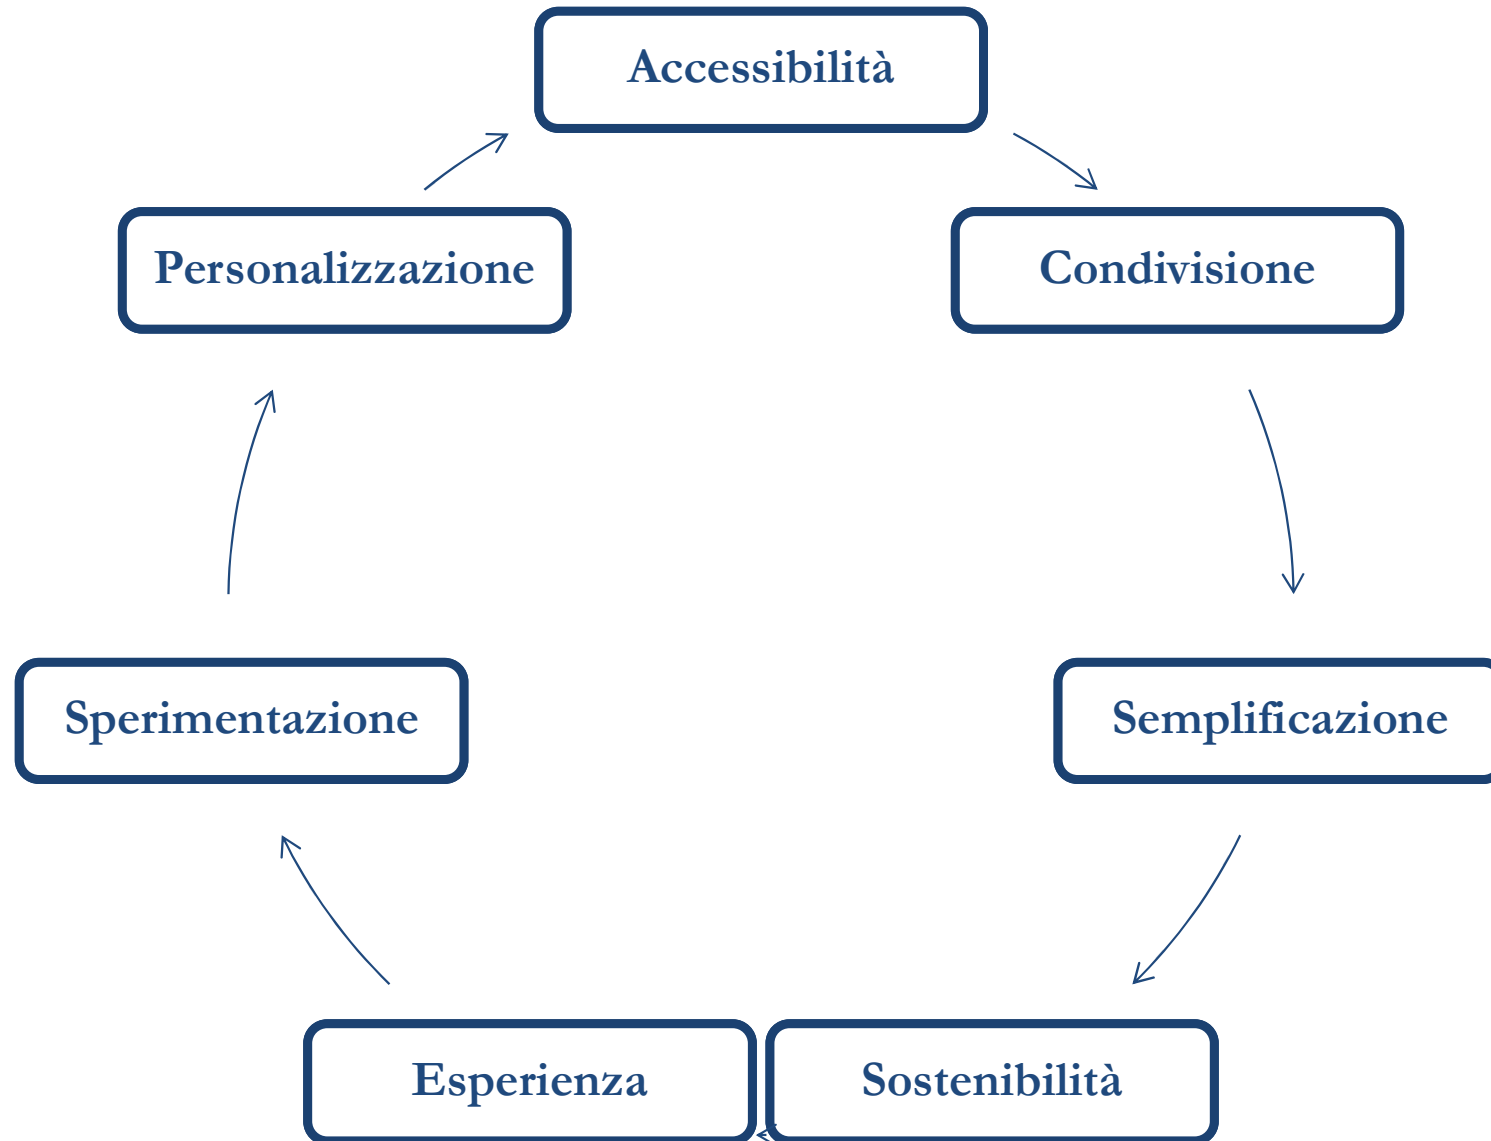 Accessibilità
Personalizzazione
Condivisione
Sperimentazione
Semplificazione
Esperienza
Sostenibilità